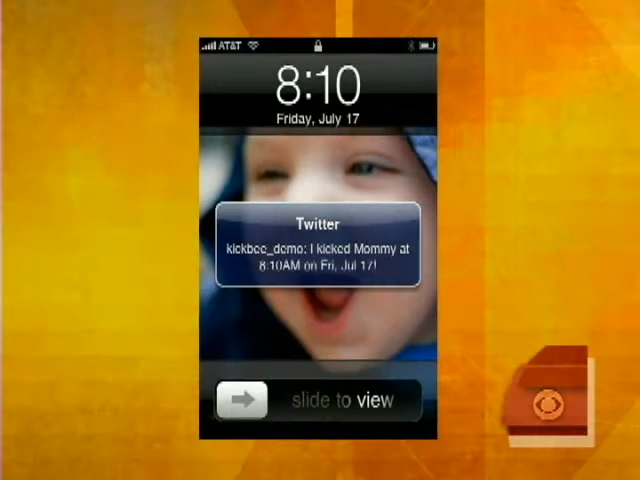 AT&T
8:10
Friday, July 17
Twitter
kickbee_demo: I kicked Mommy at
8:10AM on Fri, Jul 17!
slide to view